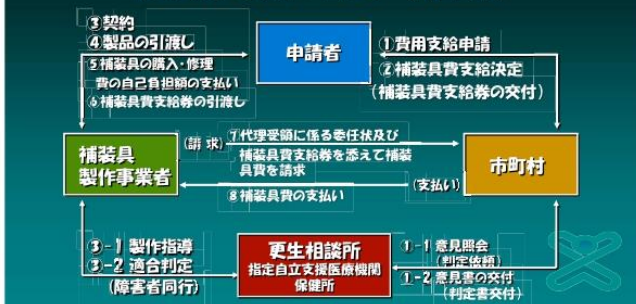 ③契約
④製品の引渡し
⑤補装具の購入・修理
費の自己負担額の支払い
⑥補装具費支給券の引渡し
申請者
①費用支給申請
②補装具費支給決定
(補装具費支給券の交付)
補装具
製作事業者
(請求)
⑦代理受領に係る委任状及び
補装具費支給券を添えて補装
具費を請求
⑧補装具費の支払い
(支払い)
市町村
③-1 製作指導
③-2 適合判定
(障害者同行)
更生相談所
指定自立支援医療機関
保健所
①-1 意見照会
(判定依頼)
①-2 意見書の交付
(判定書交付)